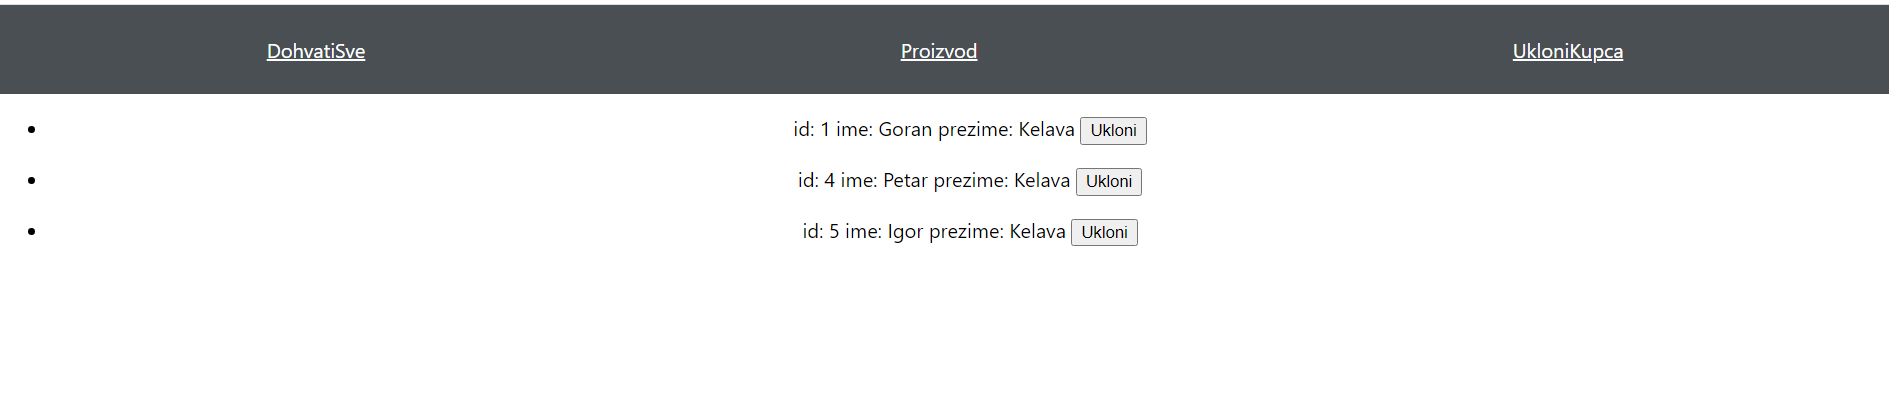 DohvatiSve Proizvod UkloniKupca
id: 1 ime: Goran prezime: Kelava Ukloni
id: 4 ime: Petar prezime: Kelava Ukloni
id: 5 ime: Igor prezime: Kelava Ukloni